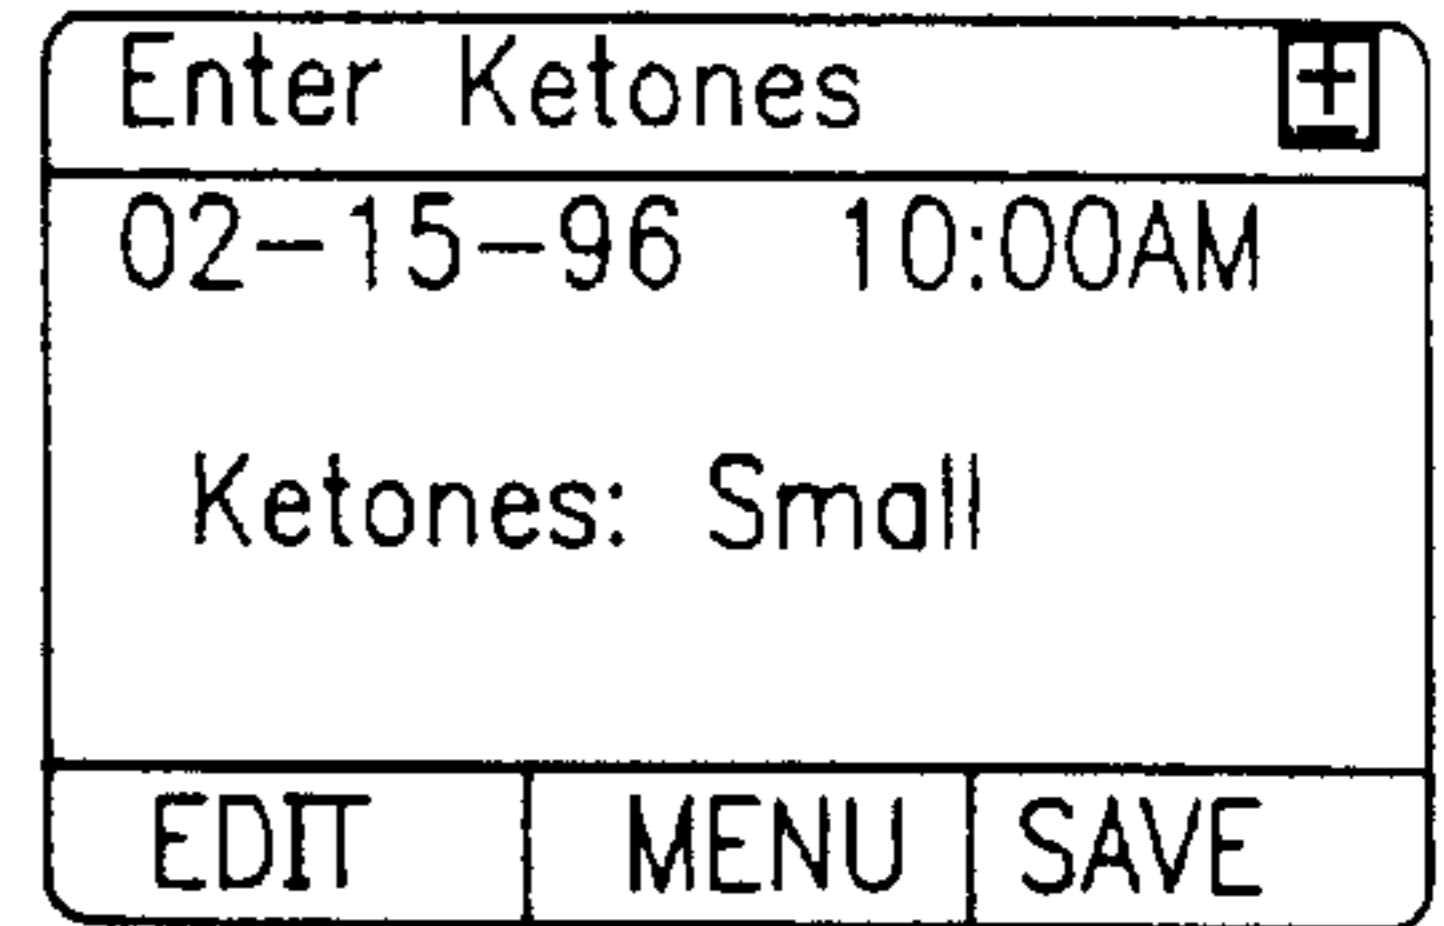 Enter Ketones ±
02-15-96 10:00AM
Ketones: Small
EDIT MENU SAVE